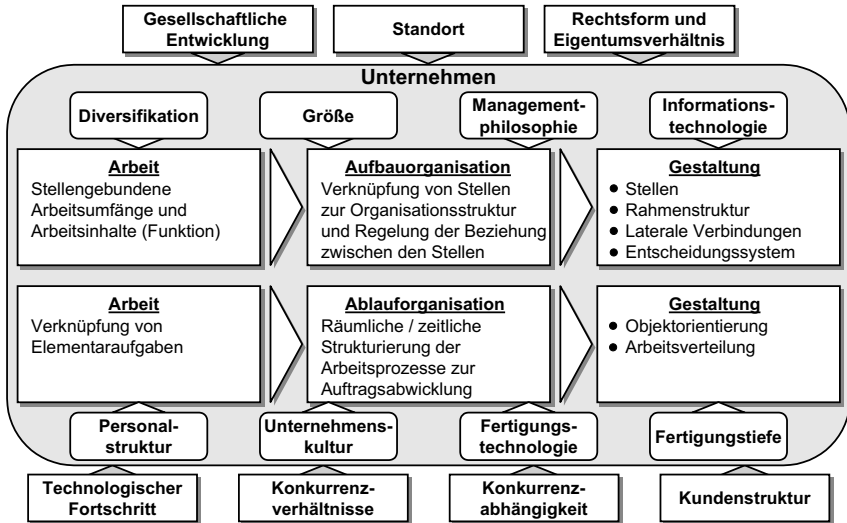 Gesellschaftliche
Entwicklung
Standort
Rechtsform und
Eigentumsverhältnis
Unternehmen
Diversifikation
Größe
Management-
philosophie
Informations-
technologie
Arbeit
Stellengebundene
Arbeitsumfänge und
Arbeitsinhalte (Funktion)
Aufbauorganisation
Verknüpfung von Stellen
zur Organisationsstruktur
und Regelung der Beziehung
zwischen den Stellen
Gestaltung
● Stellen
● Rahmenstruktur
● Laterale Verbindungen
● Entscheidungssystem
Arbeit
Verknüpfung von
Elementaraufgaben
Ablauforganisation
Räumliche / zeitliche
Strukturierung der
Arbeitsprozesse zur
Auftragsabwicklung
Gestaltung
● Objektorientierung
● Arbeitsverteilung
Personal-
struktur
Unternehmens-
kultur
Fertigungs-
technologie
Fertigungstiefe
Technologischer
Fortschritt
Konkurrenz-
verhältnisse
Konkurrenz-
abhängigkeit
Kundenstruktur